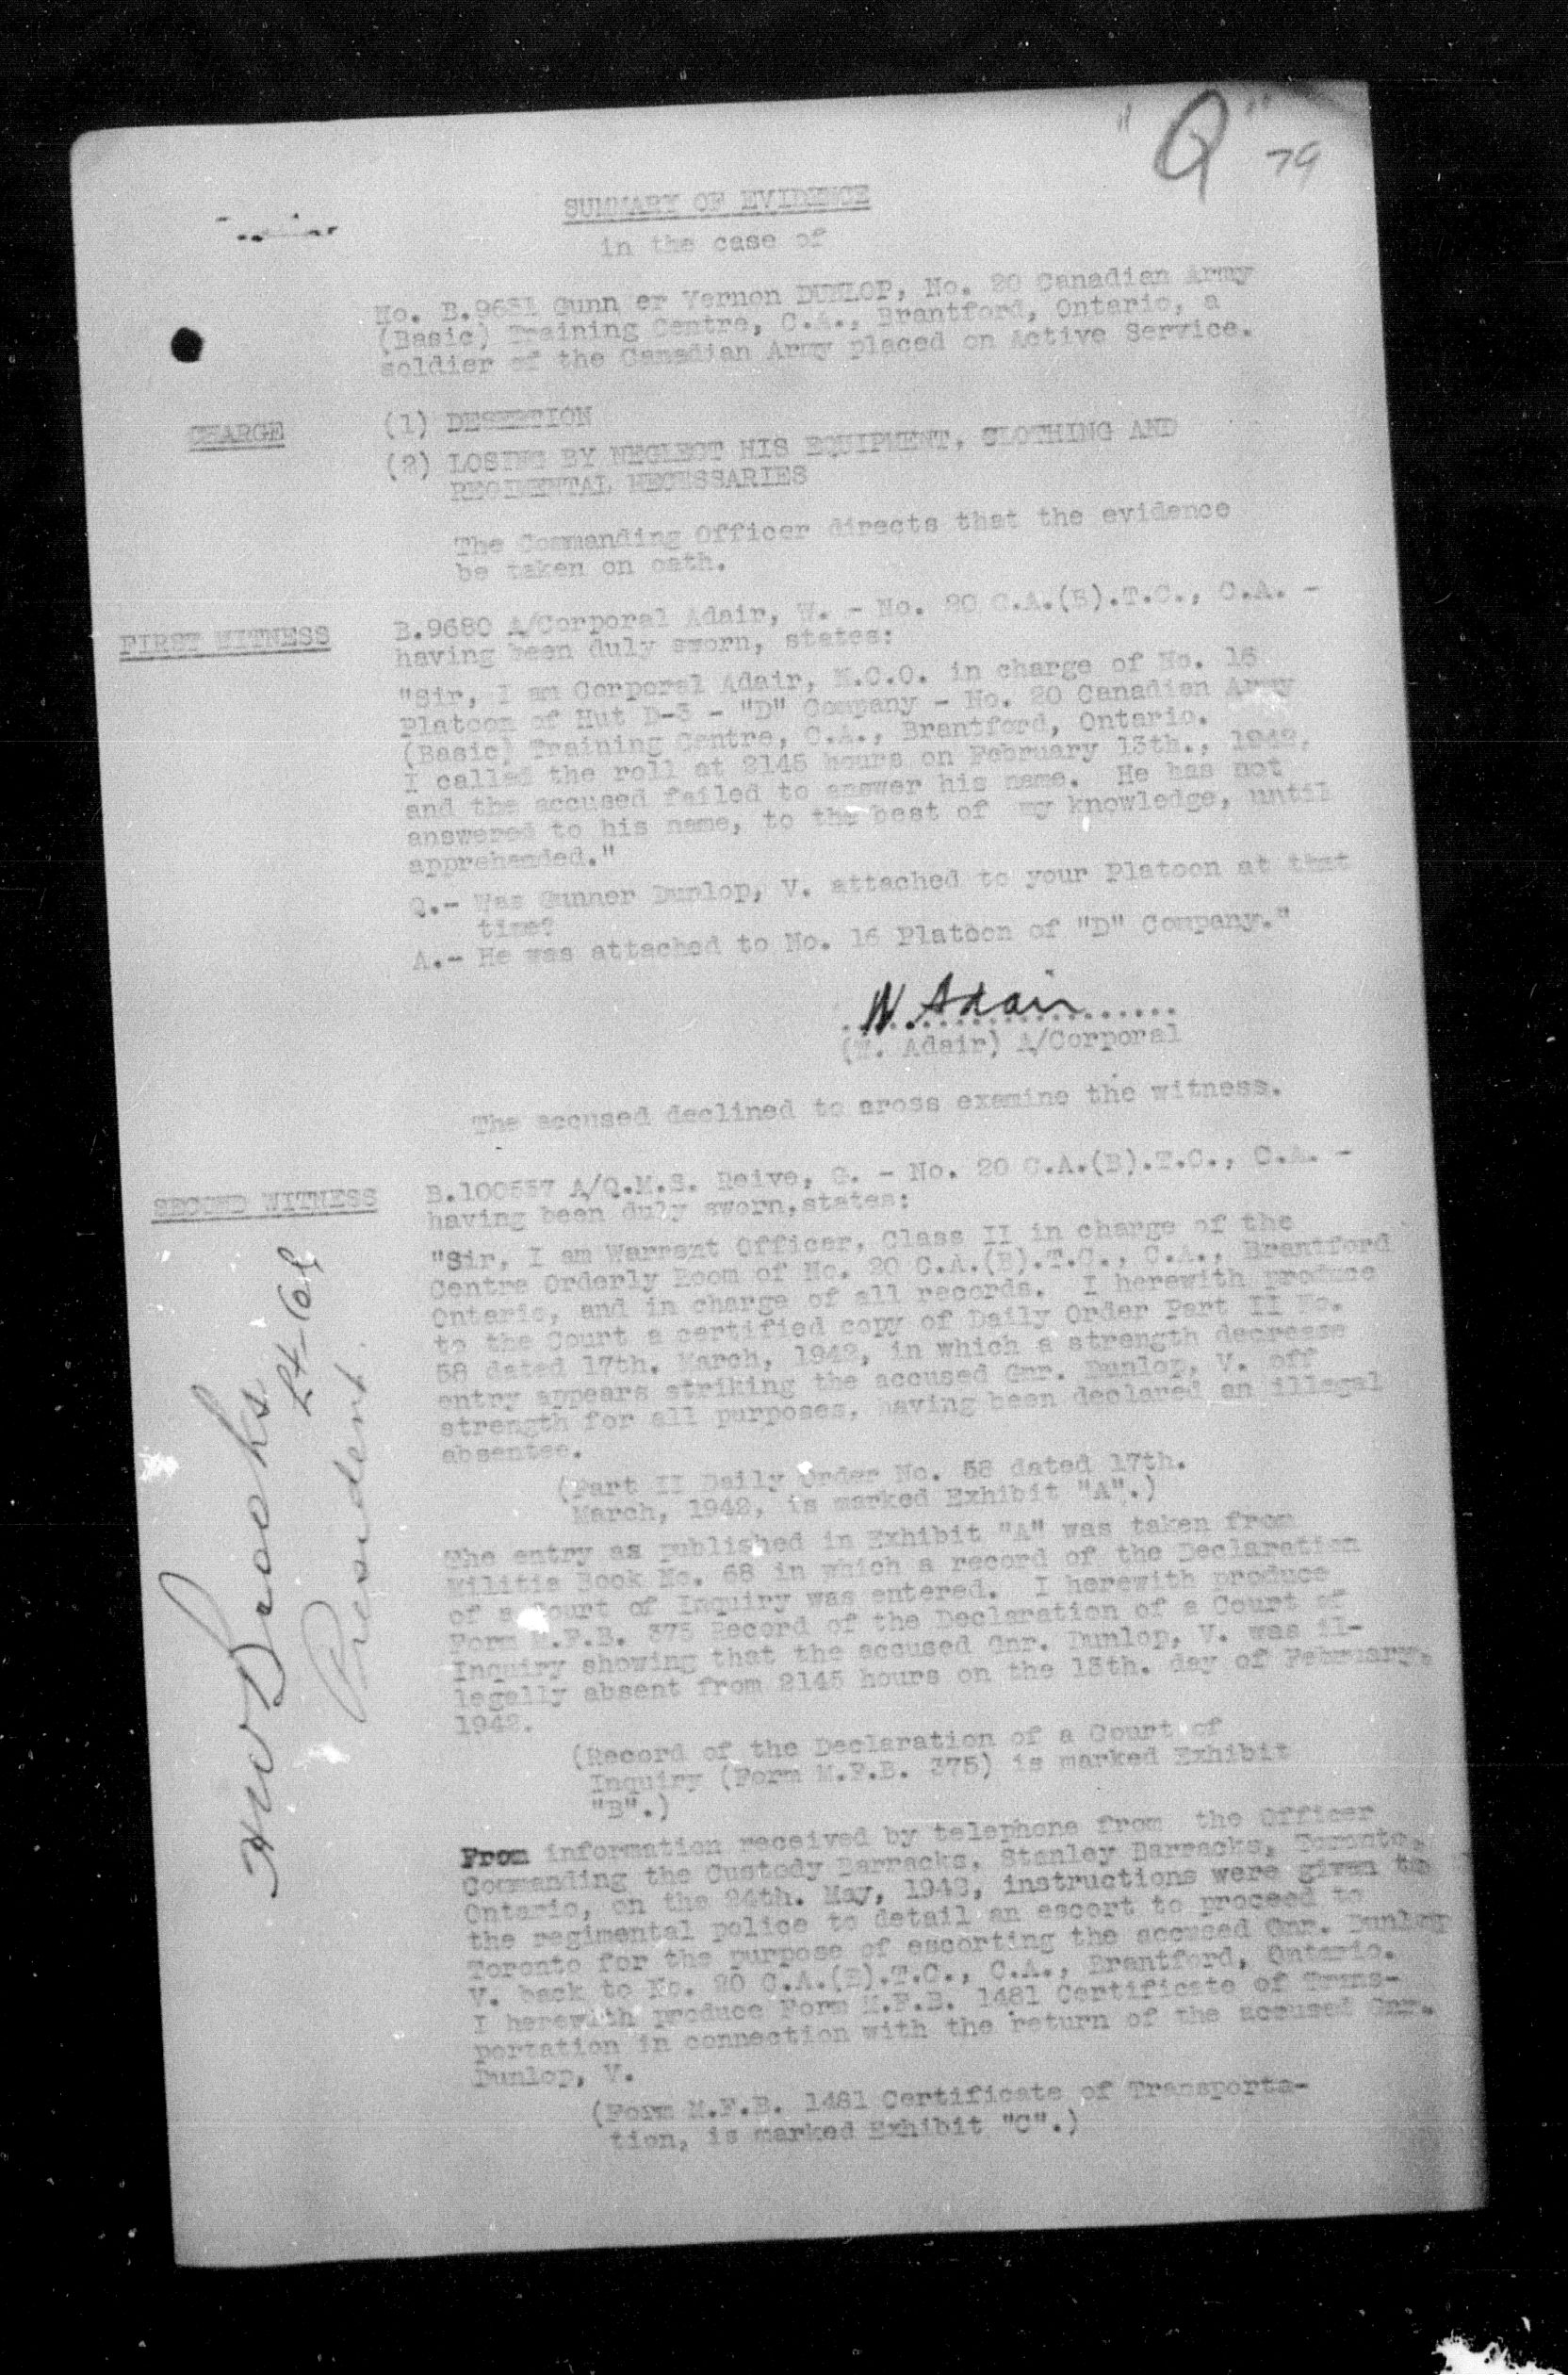 "Q" 79
SUMMARY OF EVIDENCE
in the case of
No. B.9631 Gunn er Vernon DUNLOP, No. 20 Canadian Army
(Basic) Training Centre, C.A., Brantford, Ontario, a
soldier of the Canadian Army placed on Active Service.
CHARGE
(1) DESERTION
(2) LOSING BY NEGLECT HIS EQUIPMENT, CLOTHING AND
REGIMENTAL NECESSARIES
The Commanding Officer directs that the evidence
be taken on oath.
FIRST WITNESS
B.9680 A/Corporal Adair, W. - No. 20 C.A.(B).T.C., C.A. -
having been duly sworn, states:
"Sir, I am Corporal Adair, N.C.O. in charge of No. 16
Platoon of Hut D-3 - "D" Company - No. 20 Canadian Army
(Basic) Training Centre, C.A., Brantford, Ontario.
I called the roll at 2145 hours on February 13th., 1942,
and the accused failed to answer his name. He has not
answered to his name, to the best of my knowledge, until
apprehended."
Q.- Was Gunner Dunlop, V. attached to your Platoon at that
time?
A.- He was attached to No. 16 Platoon of "D" Company."
W. Adair
(W. Adair) A/Corporal
The accused declined to cross examine the witness.
SECOND WITNESS
B.100537 A/Q.M.S. Reive, G. - No. 20 C.A.(B).T.C., C.A. -
having been duly sworn,states:
"Sir, I am Warrant Officer, Class II in charge of the
Centre Orderly Room of No. 20 C.A.(B).T.C., C.A., Brantford
Ontario, and in charge of all records. I herewith produce
to the Court a certified copy of Daily Order Part II No.
58 dated 17th. March, 1942, in which a strength decrease
entry appears striking the accused Gnr. Dunlop, V. off
strength for all purposes, having been declared an illegal
absentee.
(Part II Daily Order No. 58 dated 17th.
March, 1942, is marked Exhibit "A".)
The entry as published in Exhibit "A" was taken from
Militia Book No. 68 in which a record of the Declaration
of a Court of Inquiry was entered. I herewith produce
Form M.F.B. 375 Record of the Declaration of a Court of
Inquiry showing that the accused Gnr. Dunlop, V. was il-
legally absent from 2145 hours on the 13th. day of February,
1942.
(Record of the Declaration of a Court of
Inquiry (Form M.F.B. 375) is marked Exhibit
"B".)
From information received by telephone from the Officer
Commanding the Custody Barracks, Stanley Barracks, Toronto,
Ontario, on the 24th. May, 1942, instructions were given to
the regimental police to detail an escort to proceed to
Toronto for the purpose of escorting the accused Gnr. Dunlop
V. back to No. 20 C.A.(B).T.C., C.A., Brantford, Ontario.
I herewith produce Form M.F.B. 1481 Certificate of Trans-
portation in connection with the return of the accused Gnr.
Dunlop, V.
(Form M.F.B. 1481 Certificate of Transporta-
tion, is marked Exhibit "C".)
Brooks
Lt Col
President.